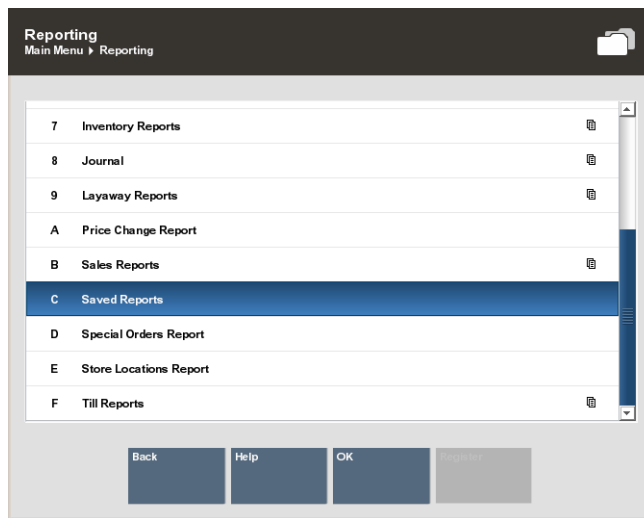 Reporting
Main Menu ▸ Reporting
7 Inventory Reports
8 Journal
9 Layaway Reports
A Price Change Report
B Sales Reports
C Saved Reports
D Special Orders Report
E Store Locations Report
F Till Reports
Back Help OK Register